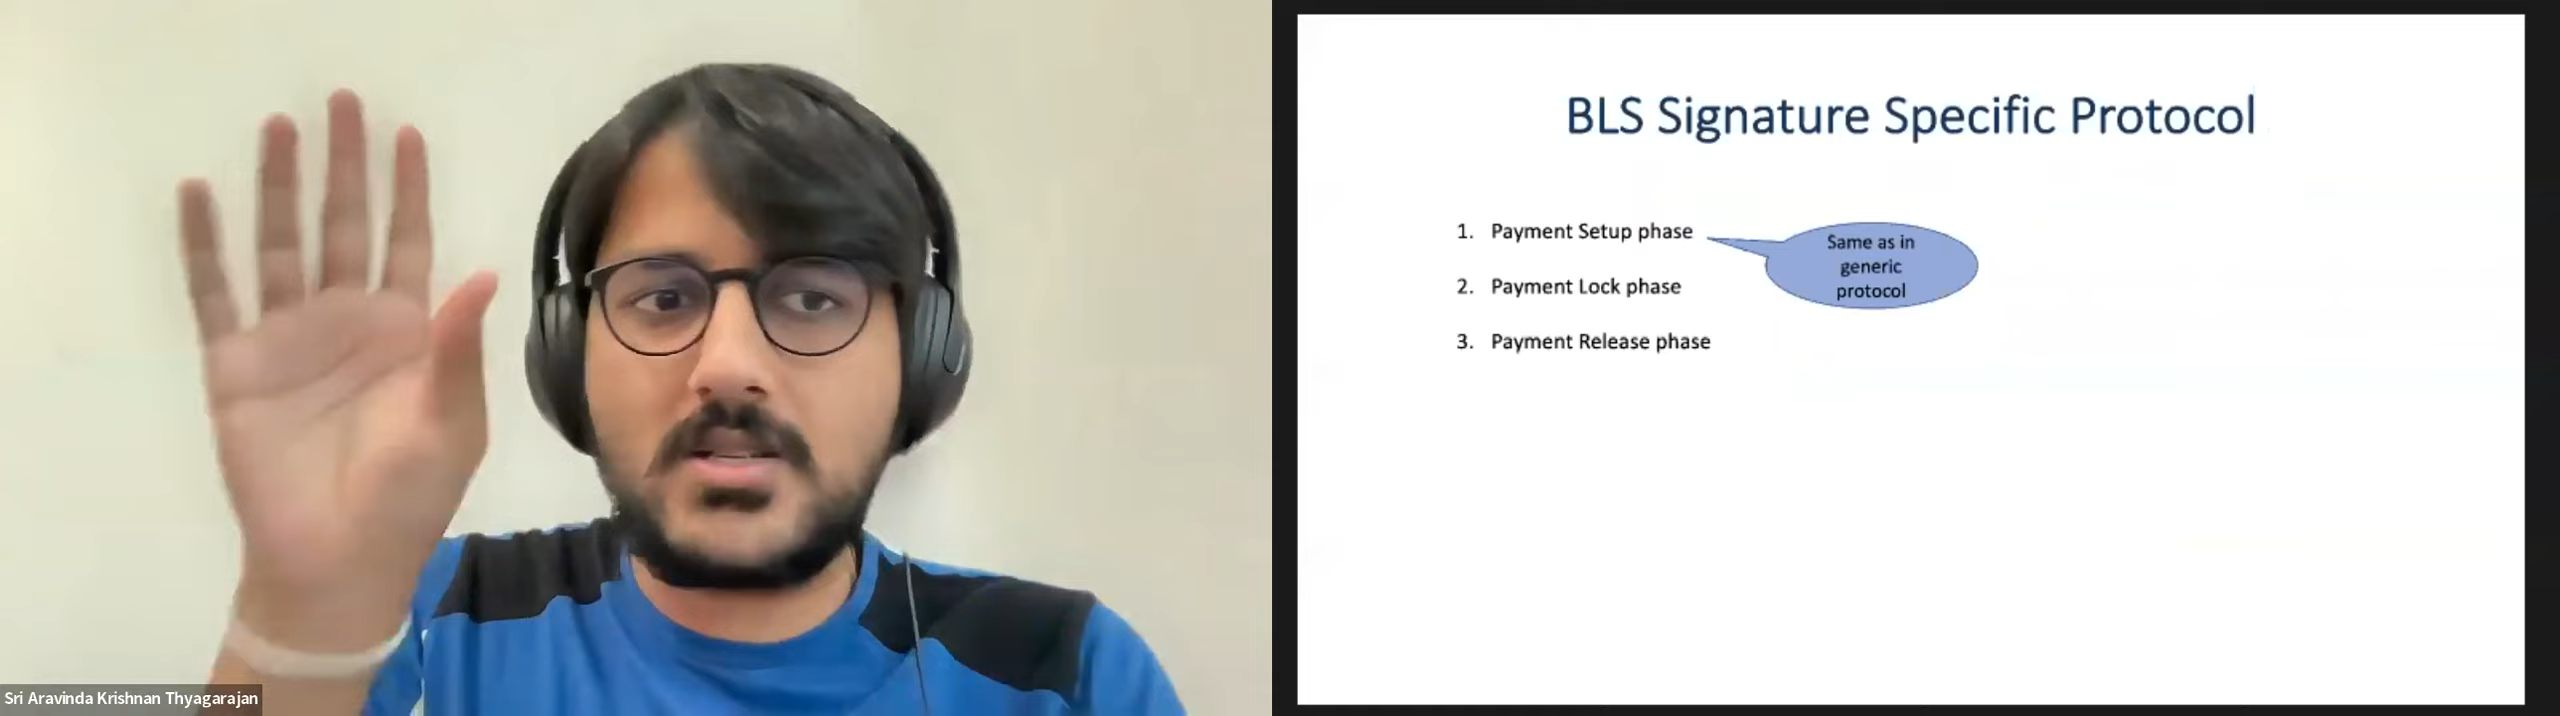 BLS Signature Specific Protocol
1. Payment Setup phase
Same as in
generic
protocol
2. Payment Lock phase
3. Payment Release phase
Sri Aravinda Krishnan Thyagarajan